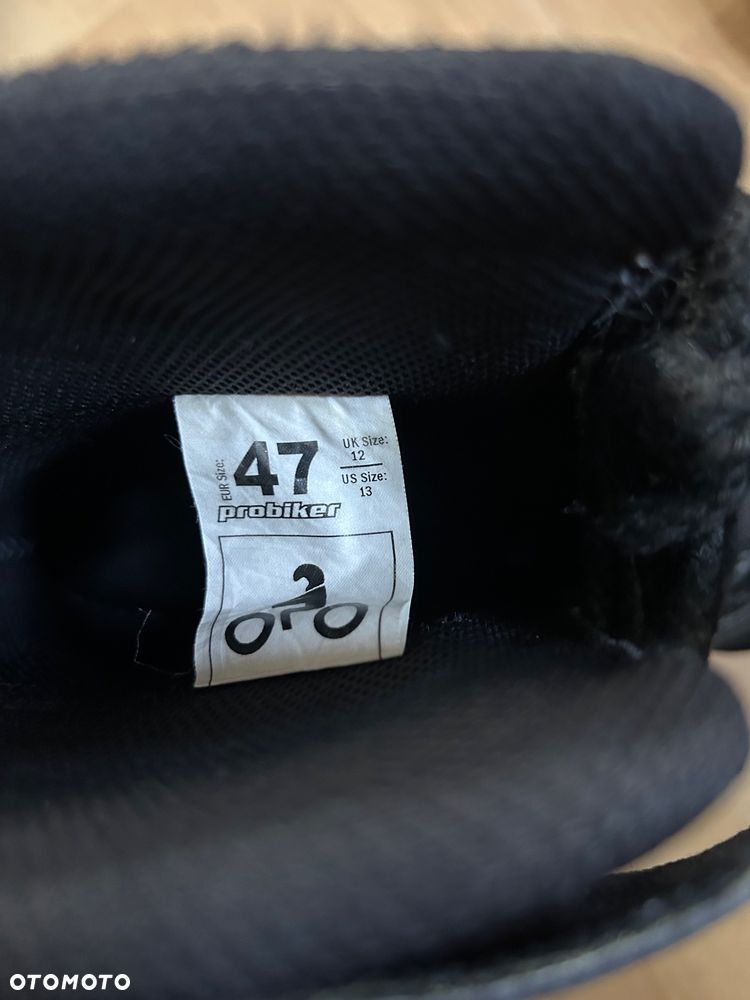 EUR Size:
47
UK Size:
12
US Size:
13
probiker
OTOMOTO